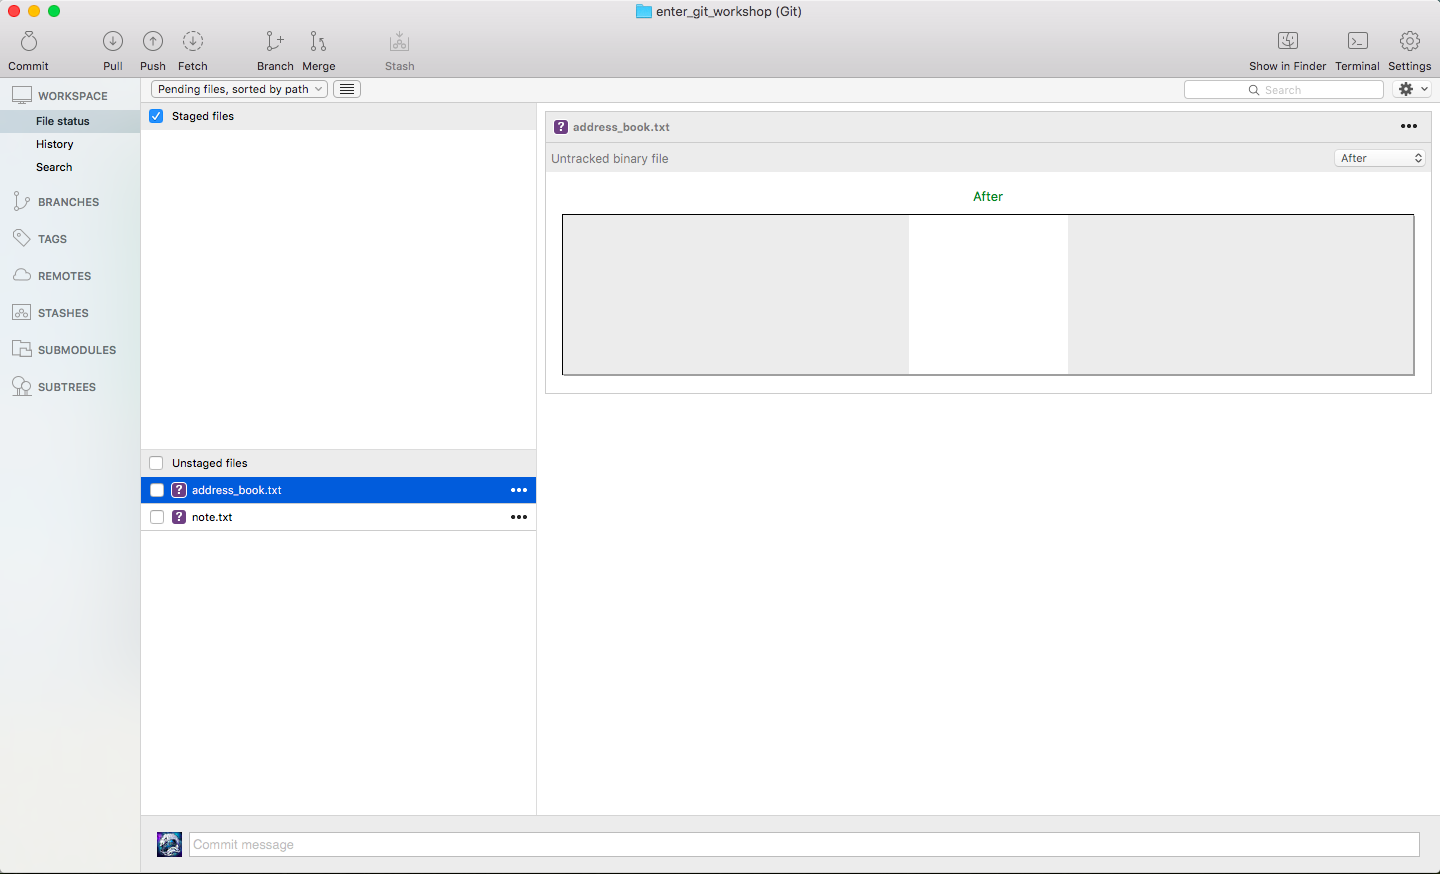 enter_git_workshop (Git)
Commit Pull Push Fetch Branch Merge Stash Show in Finder Terminal Settings
WORKSPACE
File status
History
Search
BRANCHES
TAGS
REMOTES
STASHES
SUBMODULES
SUBTREES
Pending files, sorted by path
Search
Staged files
Unstaged files
? address_book.txt
? note.txt
? address_book.txt
Untracked binary file After
After
Commit message